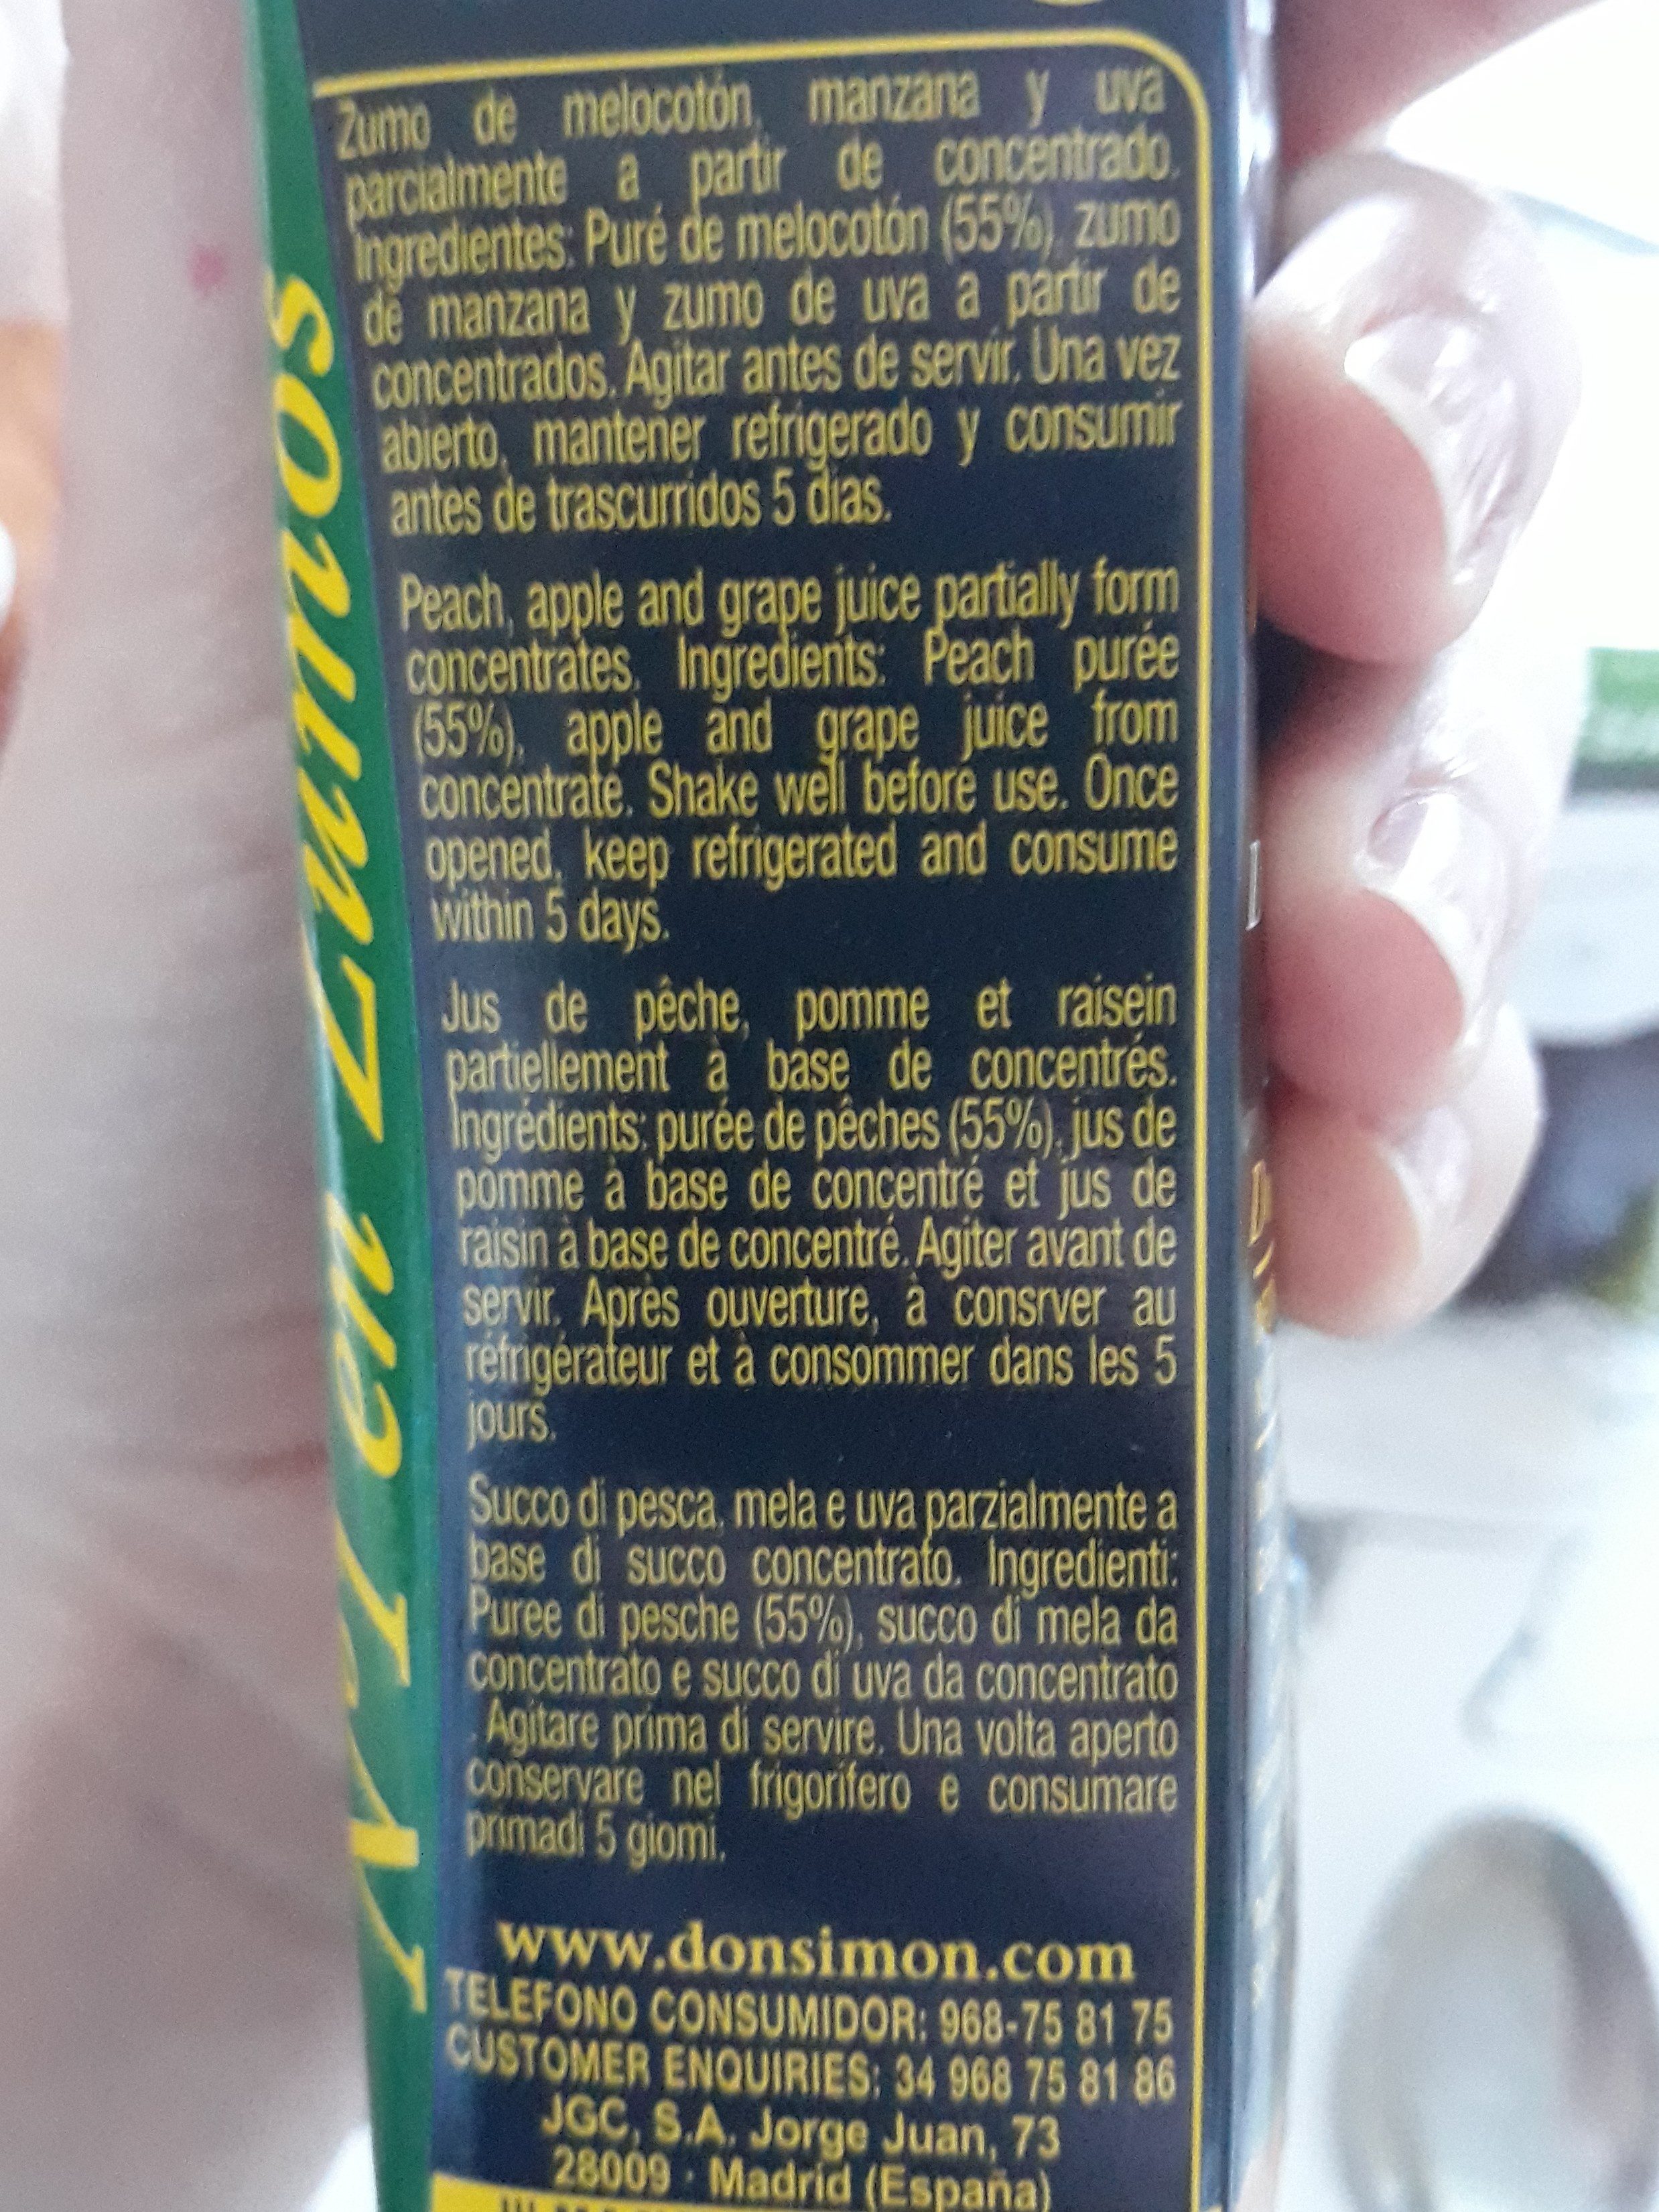 Zumo de melocotón, manzana y uva
parcialmente a partir de concentrado.
Ingredientes: Puré de melocotón (55%), zumo
de manzana y zumo de uva a partir de
concentrados. Agitar antes de servir. Una vez
abierto, mantener refrigerado y consumir
antes de trascurridos 5 dias.
Peach, apple and grape juice partially form
concentrates. Ingredients: Peach purée
(55%), apple and grape juice from
concentrate. Shake well before use. Once
opened, keep refrigerated and consume
within 5 days.
Jus de pêche, pomme et raisein
partiellement à base de concentrés.
Ingrédients: purée de pêches (55%), jus de
pomme à base de concentré et jus de
raisin à base de concentré. Agiter avant de
servir. Après ouverture, à consrver au
réfrigérateur et à consommer dans les 5
jours.
Succo di pesca, mela e uva parzialmente a
base di succo concentrato. Ingredienti:
Puree di pesche (55%), succo di mela da
concentrato e succo di uva da concentrato
. Agitare prima di servire. Una volta aperto
conservare nel frigorifero e consumare
primadi 5 giorni.
www.donsimon.com
TELEFONO CONSUMIDOR: 968-75 81 75
CUSTOMER ENQUIRIES: 34 968 75 81 86
JGC, S.A. Jorge Juan, 73
28009 · Madrid (España)
Nº 1 en Zumos